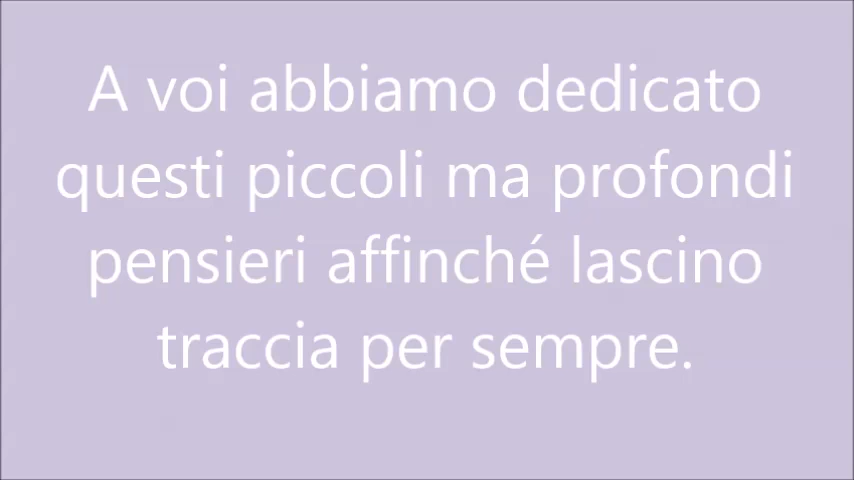 A voi abbiamo dedicato
questi piccoli ma profondi
pensieri affinché lascino
traccia per sempre.